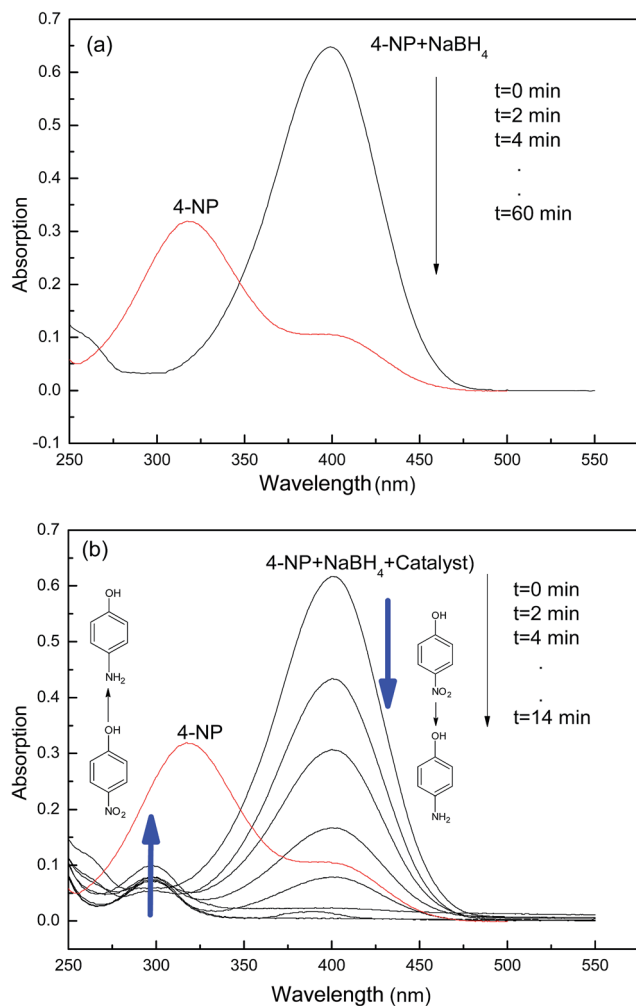 (a)
4-NP+NaBH4
t=0 min
t=2 min
t=4 min
.
.
t=60 min
4-NP
0.7
0.6
0.5
0.4
0.3
0.2
0.1
0.0
-0.1
Absorption
250 300 350 400 450 500 550
Wavelength (nm)
(b)
4-NP+NaBH4+Catalyst)
t=0 min
t=2 min
t=4 min
.
.
t=14 min
OH
NH2
OH
NO2
4-NP
OH
NO2
OH
NH2
0.7
0.6
0.5
0.4
0.3
0.2
0.1
0.0
Absorption
250 300 350 400 450 500 550
Wavelength (nm)